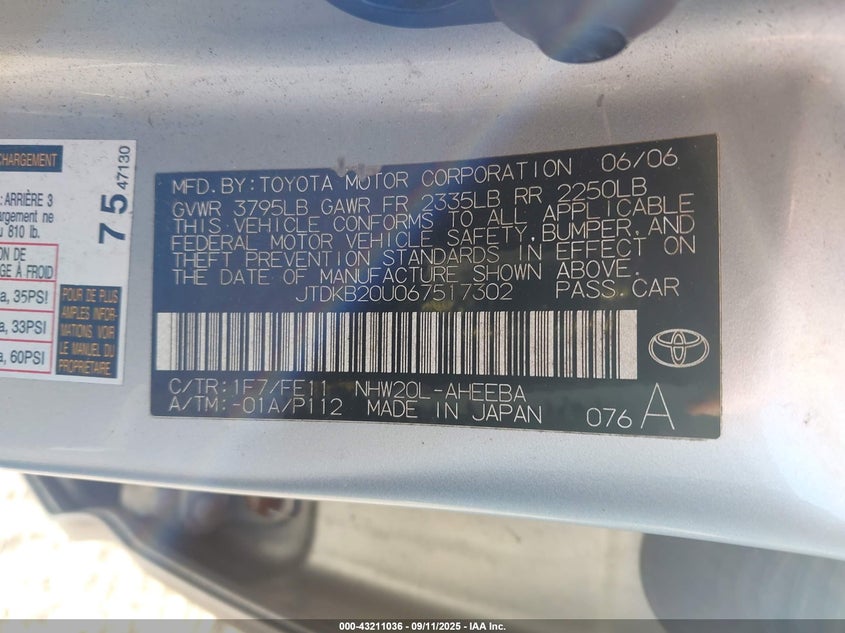 CHARGEMENT
ARRIÈRE 3
argement ne
810 lb.
ON DE
GE À FROID
a, 35PSI
a, 33PSI
a, 60PSI
7 5
47130
POUR DE PLUS
AMPLES
INFORM-
ATIONS,
VOIR
LE MANUEL
DU
PROPRIÉTAIRE
MFD.BY:TOYOTA MOTOR CORPORATION 06/06
GVWR 3795LB GAWR FR 2335LB RR 2250LB
THIS VEHICLE CONFORMS TO ALL APPLICABLE
FEDERAL MOTOR VEHICLE SAFETY,BUMPER,AND
THEFT PREVENTION STANDARDS IN EFFECT ON
THE DATE OF MANUFACTURE SHOWN ABOVE.
JTDKB20U067517302 PASS.CAR
C/TR:1F7/FE11 NHW20L-AHEEBA
A/TM:-01A/P112 MADE IN JAPAN 076 A
000-43211036 - 09/11/2025 - IAA Inc.